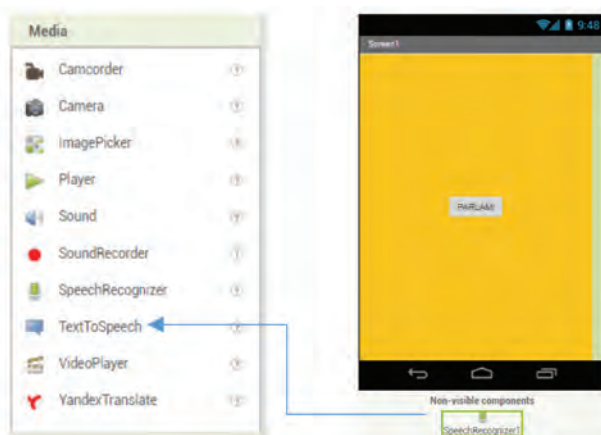 Media
Camcorder
Camera
ImagePicker
Player
Sound
SoundRecorder
SpeechRecognizer
TextToSpeech
VideoPlayer
YandexTranslate
9:48
Screen1
PARLAMI
Non-visible components
SpeechRecognizer1